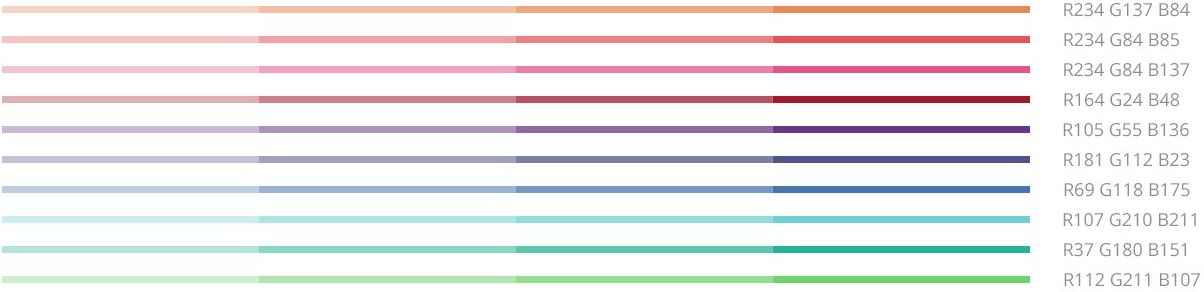 R234 G137 B84
R234 G84 B85
R234 G84 B137
R164 G24 B48
R105 G55 B136
R181 G112 B23
R69 G118 B175
R107 G210 B211
R37 G180 B151
R112 G211 B107